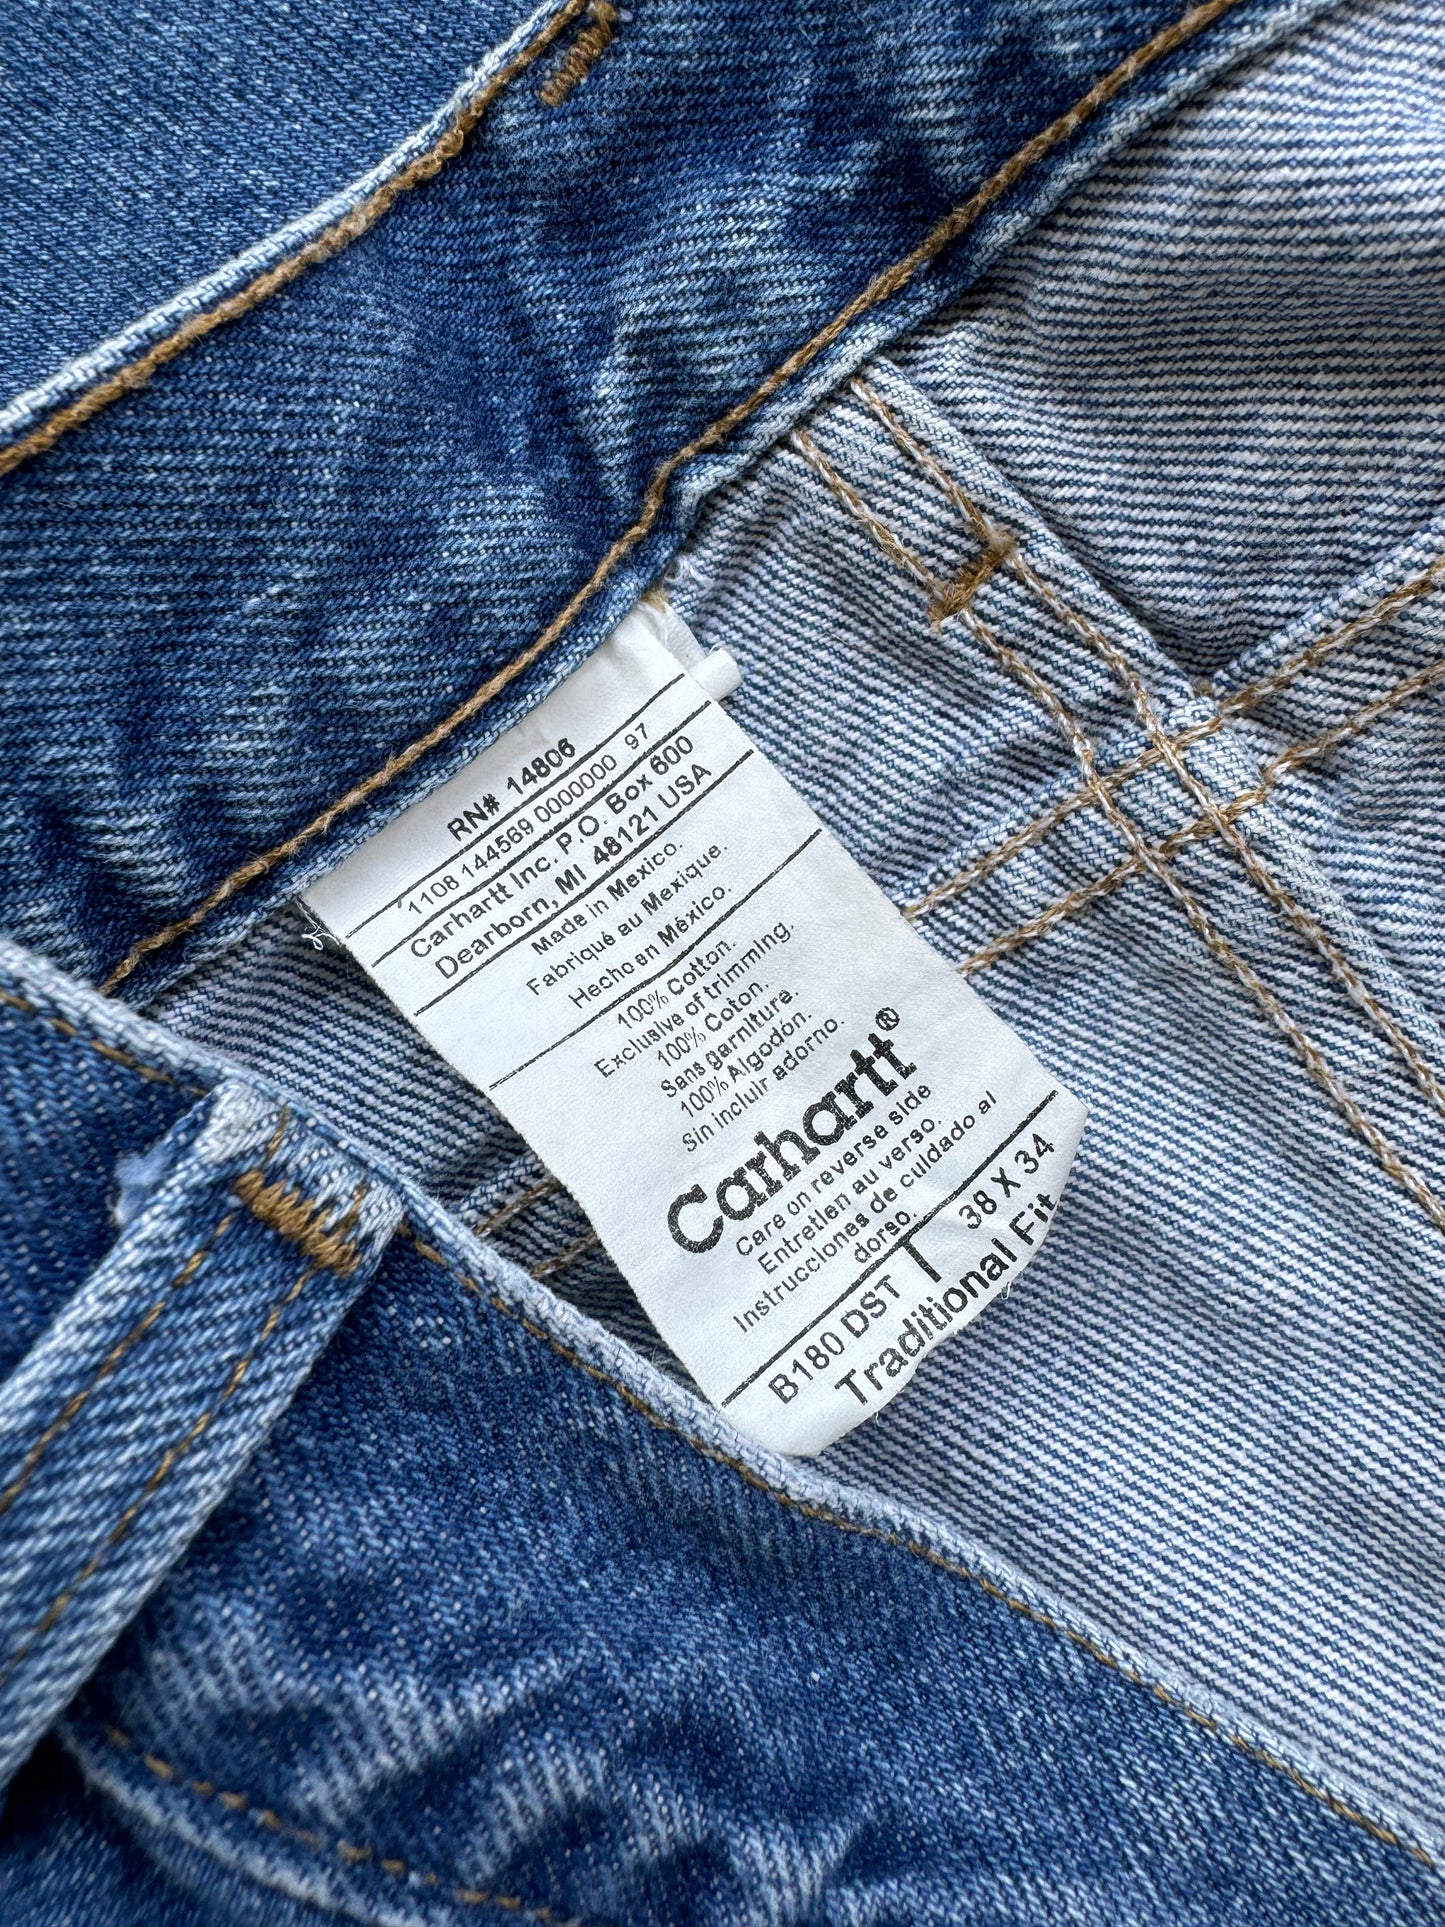 RN# 14806
1108 144569 0000000 97
Carhartt Inc. P.O. Box 600
Dearborn, MI 48121 USA
Made in Mexico.
Fabriqué au Mexique.
Hecho en México.
100% Cotton.
Exclusive of trimming.
100% Coton.
Sans garniture.
100% Algodón.
Sin incluir adorno.
Carhartt®
Care on reverse side
Entretien au verso.
Instrucciones de cuidado al
dorso.
B180 DST | 38 X 34
Traditional Fit